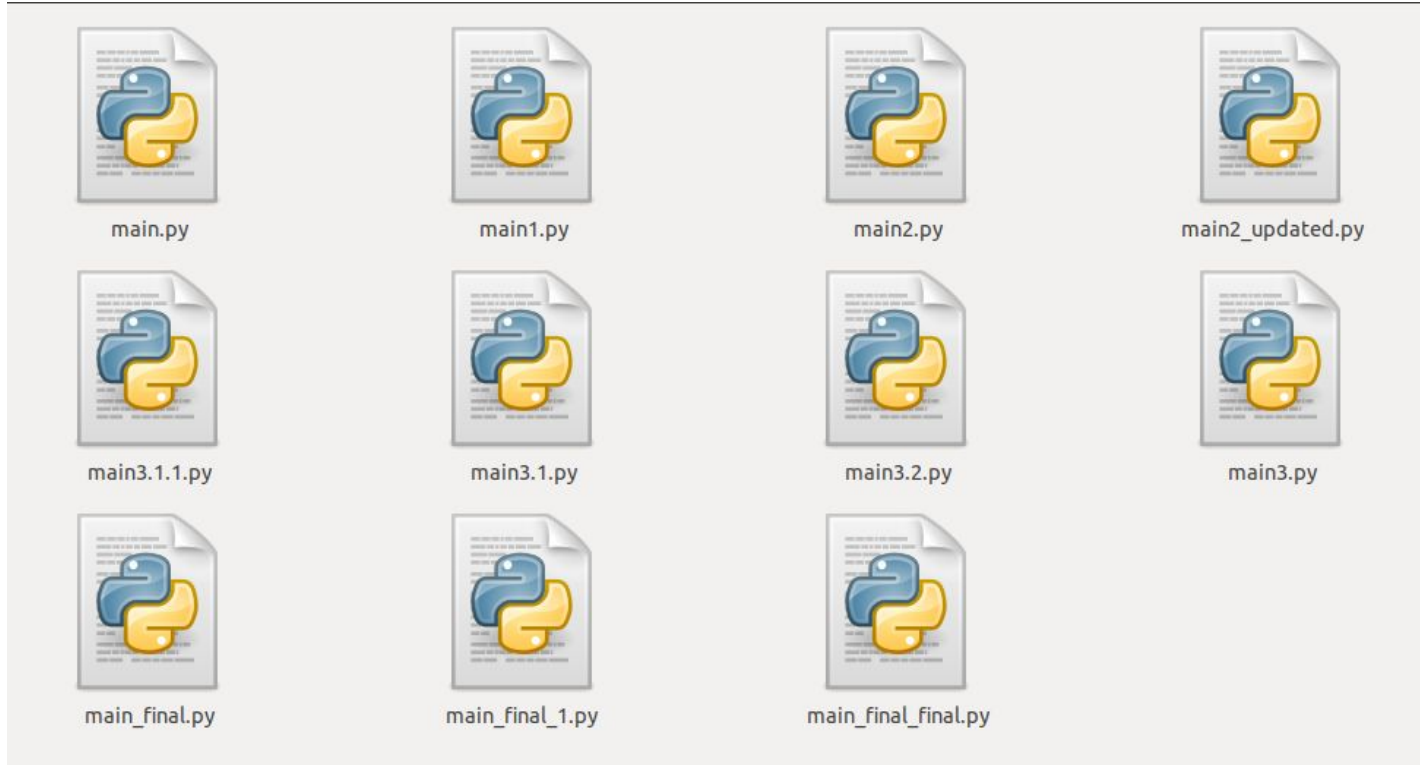 main.py
main1.py
main2.py
main2_updated.py
main3.1.1.py
main3.1.py
main3.2.py
main3.py
main_final.py
main_final_1.py
main_final_final.py